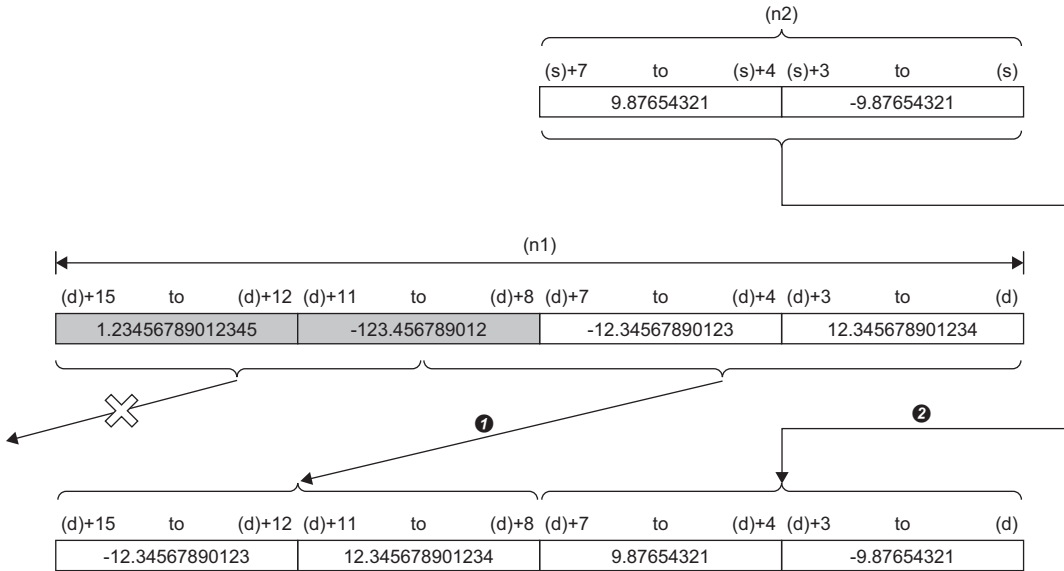 (n2)
(s)+7 to (s)+4 (s)+3 to (s)
9.87654321 -9.87654321
(n1)
(d)+15 to (d)+12 (d)+11 to (d)+8 (d)+7 to (d)+4 (d)+3 to (d)
1.23456789012345 -123.456789012 -12.34567890123 12.345678901234
❶ ❷
(d)+15 to (d)+12 (d)+11 to (d)+8 (d)+7 to (d)+4 (d)+3 to (d)
-12.34567890123 12.345678901234 9.87654321 -9.87654321